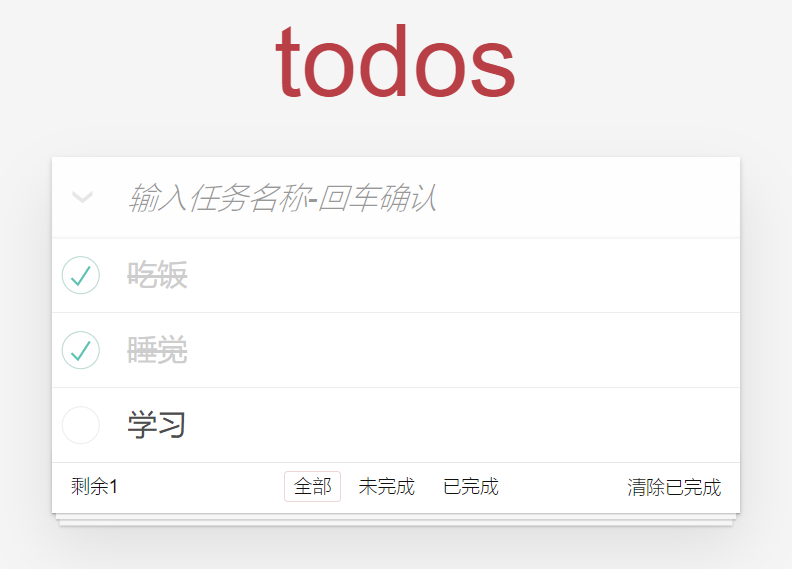 todos
输入任务名称-回车确认
吃饭
睡觉
学习
剩余1 全部 未完成 已完成 清除已完成